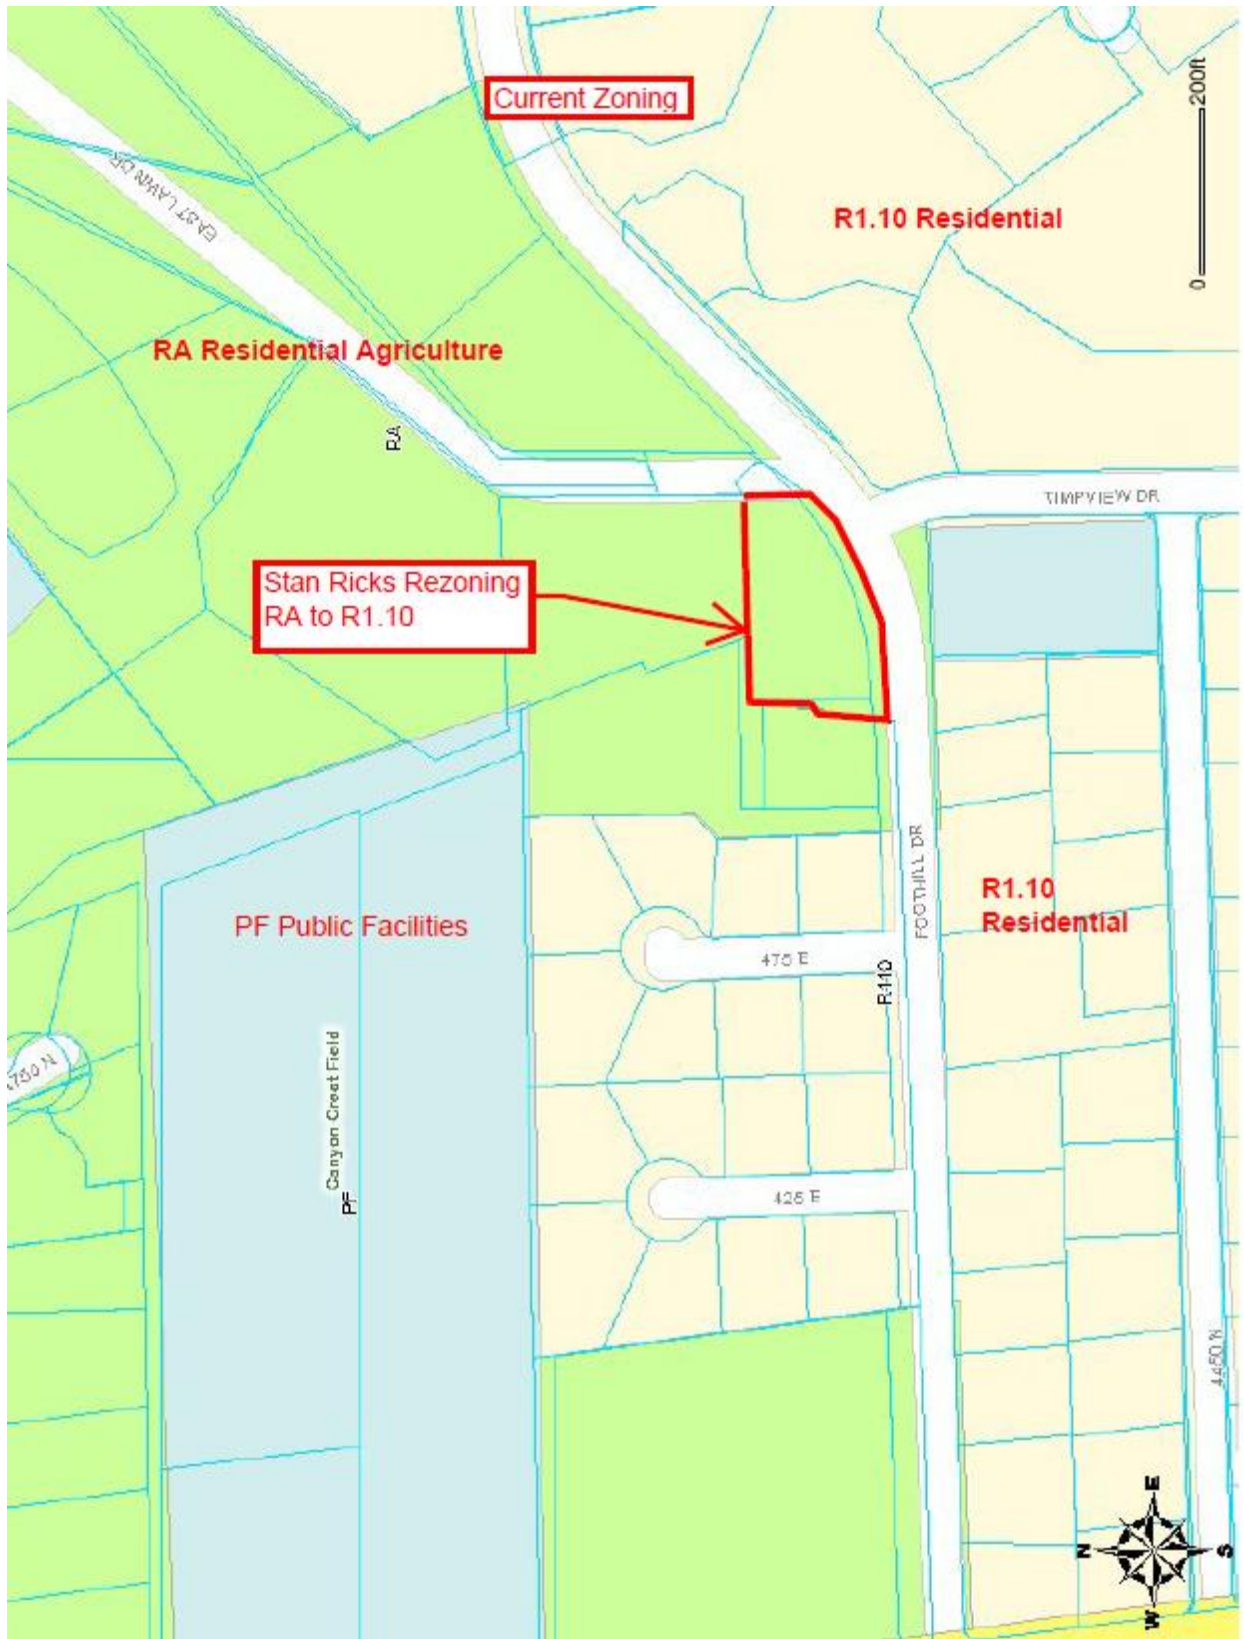 Current Zoning
200ft
0
EAST LAWN DR
R1.10 Residential
RA Residential Agriculture
RA
TIMPVIEW DR
Stan Ricks Rezoning
RA to R1.10
FOOTHILL DR
R1.10
Residential
PF Public Facilities
475 E
R110
Canyon Crest Field
PF
4750 N
425 E
4450 N
N
E
S
W